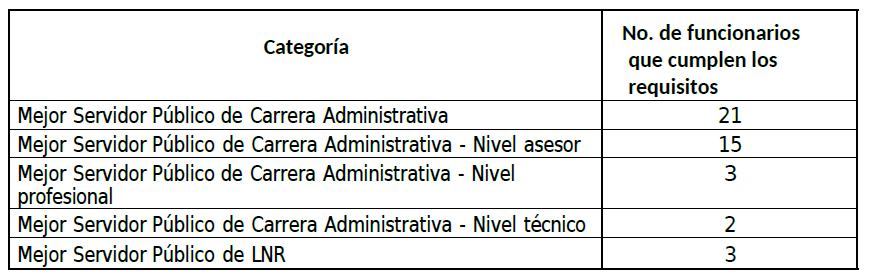 Categoría
No. de funcionarios
que cumplen los
requisitos
Mejor Servidor Público de Carrera Administrativa 21
Mejor Servidor Público de Carrera Administrativa - Nivel asesor 15
Mejor Servidor Público de Carrera Administrativa - Nivel 3
profesional
Mejor Servidor Público de Carrera Administrativa - Nivel técnico 2
Mejor Servidor Público de LNR 3